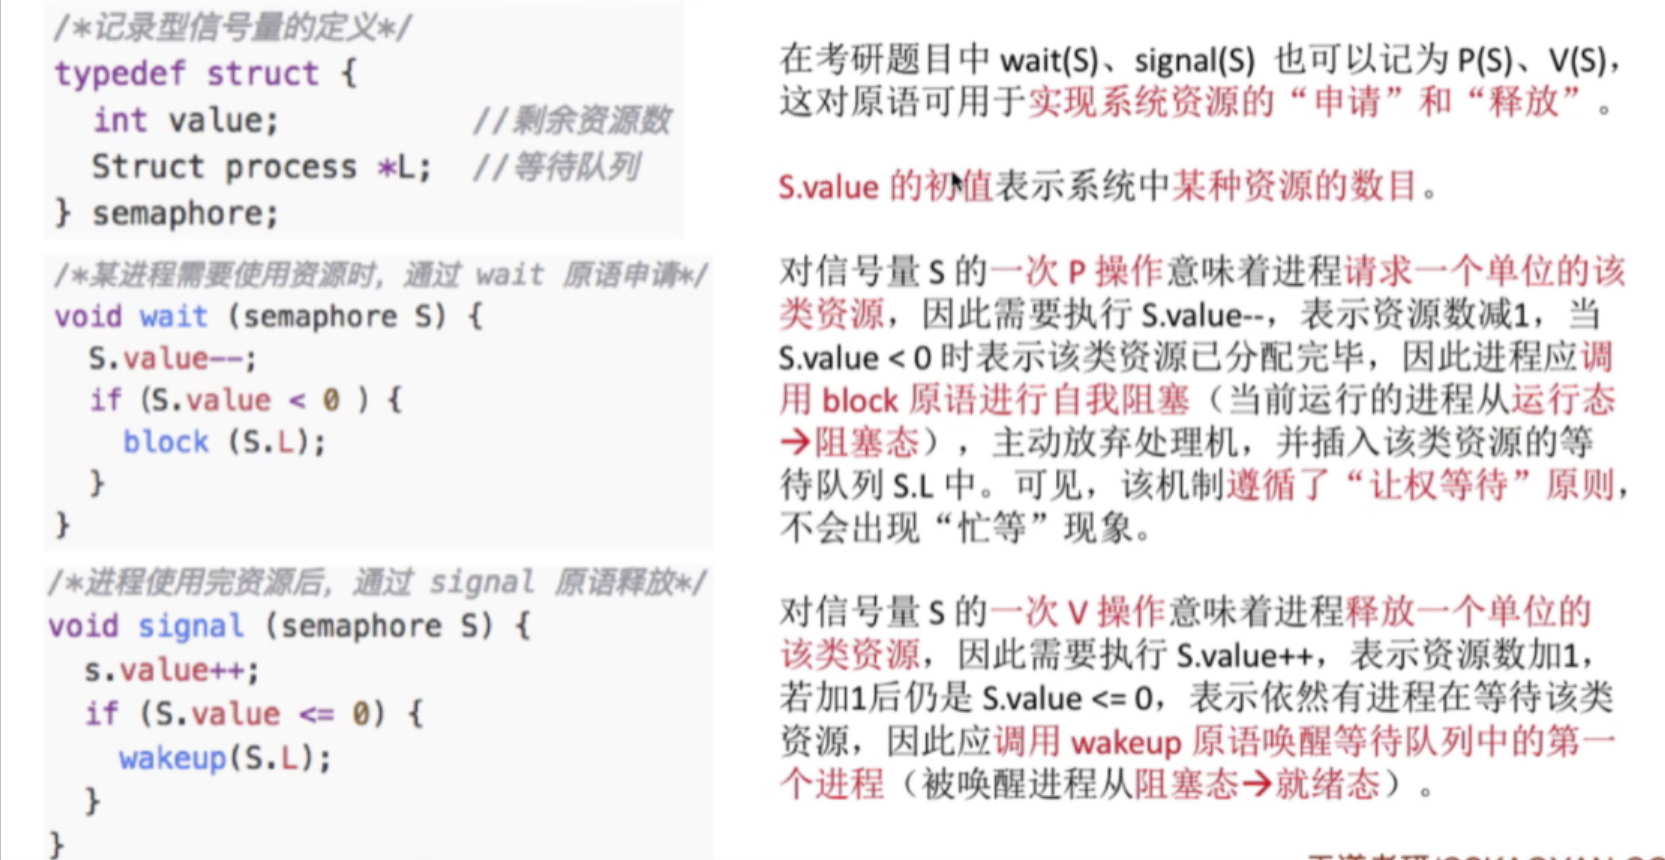 /*记录型信号量的定义*/
typedef struct {
int value; //剩余资源数
Struct process *L; //等待队列
} semaphore;
/*某进程需要使用资源时，通过 wait 原语申请*/
void wait (semaphore S) {
S.value--;
if (S.value < 0 ) {
block (S.L);
}
}
/*进程使用完资源后，通过 signal 原语释放*/
void signal (semaphore S) {
s.value++;
if (S.value <= 0) {
wakeup(S.L);
}
}
在考研题目中 wait(S)、signal(S) 也可以记为 P(S)、V(S)，
这对原语可用于实现系统资源的“申请”和“释放”。
S.value 的初值表示系统中某种资源的数目。
对信号量 S 的一次 P 操作意味着进程请求一个单位的该
类资源，因此需要执行 S.value--，表示资源数减1，当
S.value < 0 时表示该类资源已分配完毕，因此进程应调
用 block 原语进行自我阻塞（当前运行的进程从运行态
→阻塞态），主动放弃处理机，并插入该类资源的等
待队列 S.L 中。可见，该机制遵循了“让权等待”原则，
不会出现“忙等”现象。
对信号量 S 的一次 V 操作意味着进程释放一个单位的
该类资源，因此需要执行 S.value++，表示资源数加1，
若加1后仍是 S.value <= 0，表示依然有进程在等待该类
资源，因此应调用 wakeup 原语唤醒等待队列中的第一
个进程（被唤醒进程从阻塞态→就绪态）。